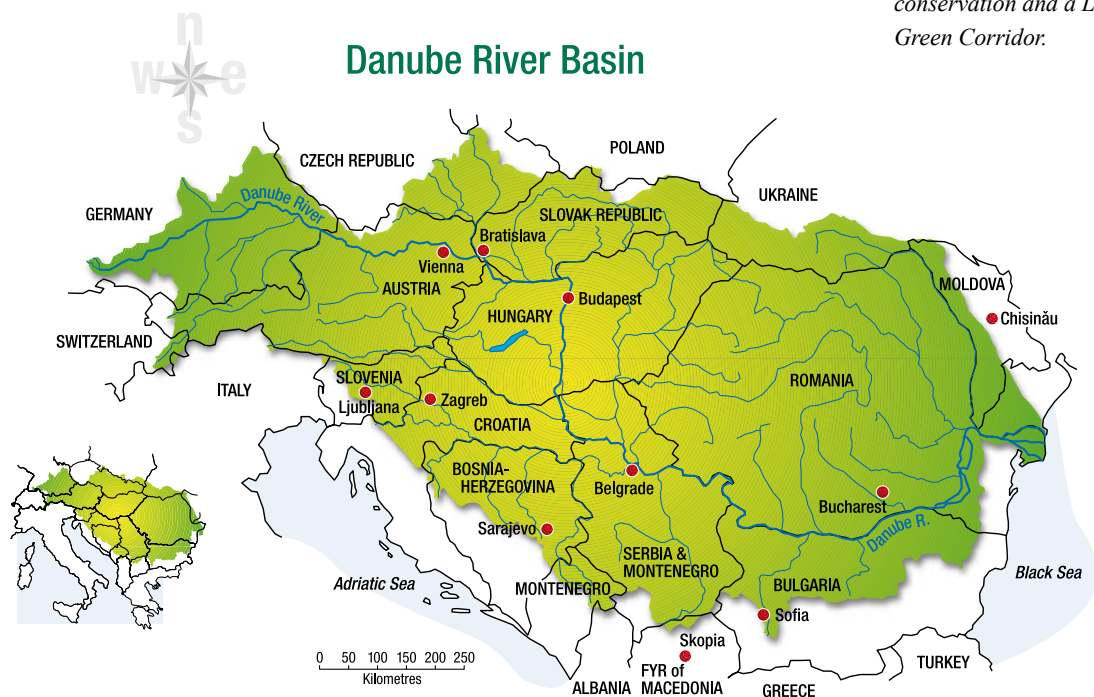 conservation and a L
Green Corridor.
n
w e
s
Danube River Basin
POLAND
CZECH REPUBLIC
UKRAINE
GERMANY
Danube River
SLOVAK REPUBLIC
Bratislava
Vienna
AUSTRIA
MOLDOVA
Budapest
HUNGARY
Chisinău
SWITZERLAND
ITALY
SLOVENIA
ROMANIA
Ljubljana
Zagreb
CROATIA
BOSNIA-
HERZEGOVINA
Belgrade
Bucharest
Sarajevo
Danube R.
SERBIA &
MONTENEGRO
Adriatic Sea
MONTENEGRO
BULGARIA
Black Sea
Sofia
Skopia
0 50 100 150 200 250
Kilometres
FYR of
MACEDONIA
ALBANIA
GREECE
TURKEY